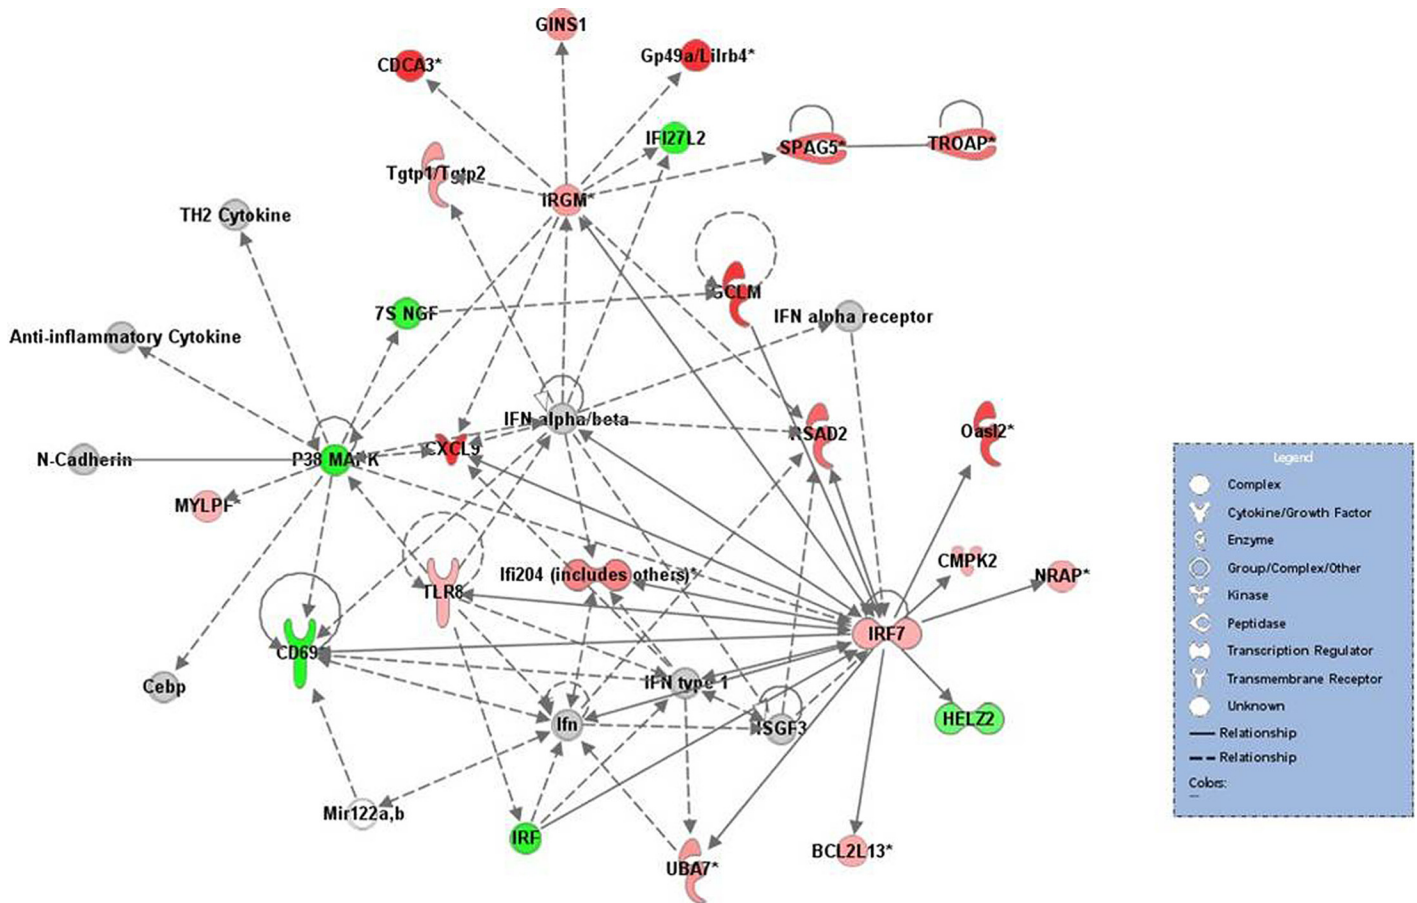 GINS1
CDCA3*
Gp49a/Lilrb4*
IFI27L2
SPAG5*
TROAP*
Tgtp1/Tgtp2
IRGM*
TH2 Cytokine
GCLM
7S NGF
IFN alpha receptor
Anti-inflammatory Cytokine
IFN alpha/beta
RSAD2
Oasl2*
CXCL9
N-Cadherin
P38 MAPK
MYLPF*
CMPK2
Ifi204 (includes others)*
NRAP*
TLR8
IRF7
CD69*
Cebp
IFN type 1
HELZ2
Ifn
ISGF3
Mir122a,b
IRF
BCL2L13*
UBA7*
Legend
Complex
Cytokine/Growth Factor
Enzyme
Group/Complex/Other
Kinase
Peptidase
Transcription Regulator
Transmembrane Receptor
Unknown
Relationship
Relationship
Colors: